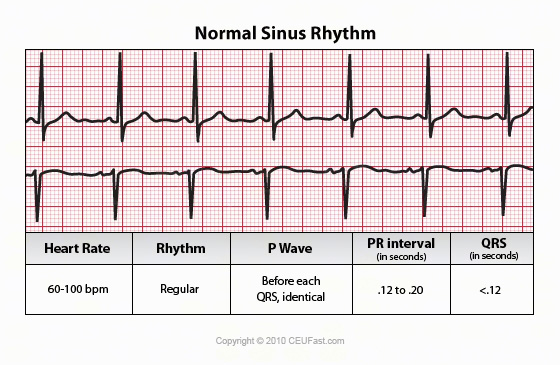 Normal Sinus Rhythm
Heart Rate
Rhythm
P Wave
PR interval
(in seconds)
QRS
(in seconds)
60-100 bpm
Regular
Before each
QRS, identical
.12 to .20
<.12
Copyright © 2010 CEUFast.com